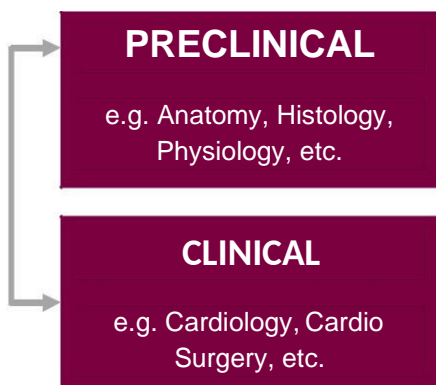 PRECLINICAL
e.g. Anatomy, Histology,
Physiology, etc.
CLINICAL
e.g. Cardiology, Cardio
Surgery, etc.